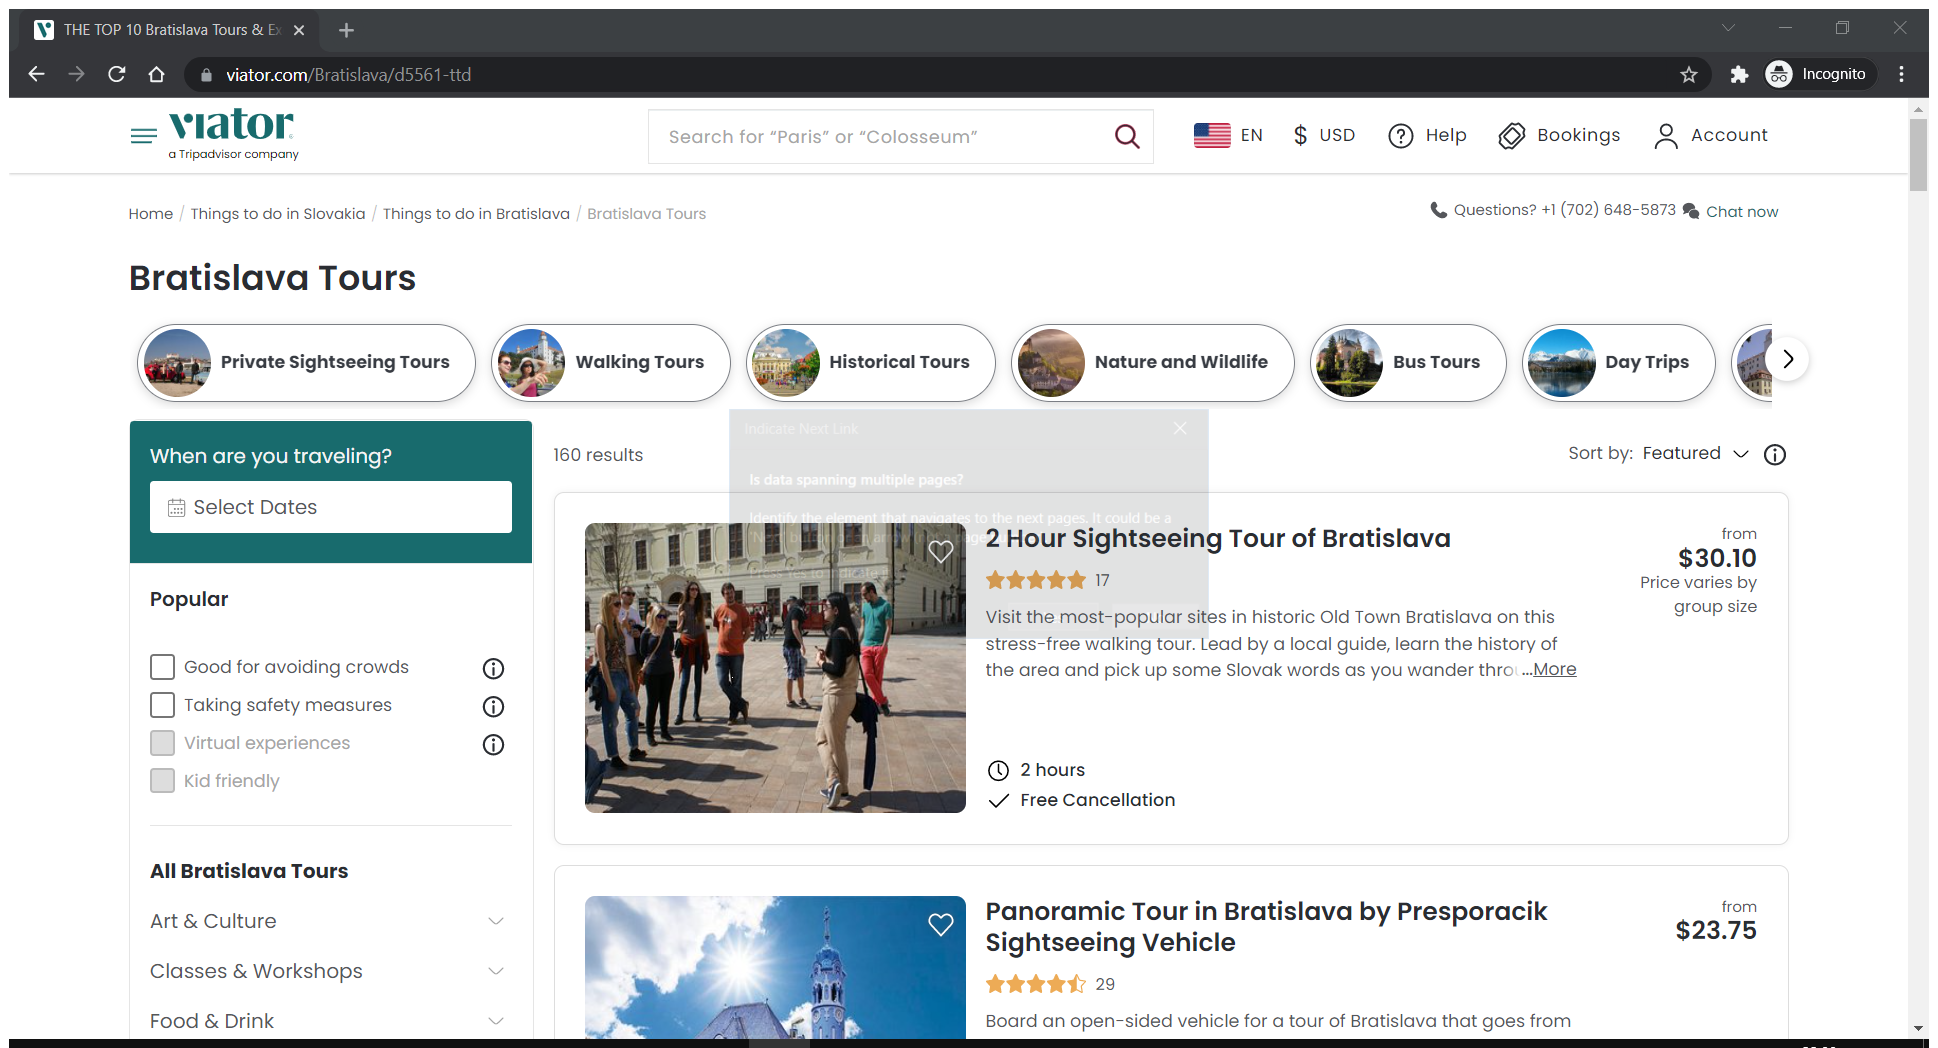 THE TOP 10 Bratislava Tours & Ex
viator.com/Bratislava/d5561-ttd
Incognito
viator
a Tripadvisor company
Search for “Paris” or “Colosseum”
EN
$ USD
Help
Bookings
Account
Home / Things to do in Slovakia / Things to do in Bratislava / Bratislava Tours
Questions? +1 (702) 648-5873
Chat now
Bratislava Tours
Private Sightseeing Tours
Walking Tours
Historical Tours
Nature and Wildlife
Bus Tours
Day Trips
When are you traveling?
Select Dates
Popular
Good for avoiding crowds
Taking safety measures
Virtual experiences
Kid friendly
All Bratislava Tours
Art & Culture
Classes & Workshops
Food & Drink
160 results
Sort by: Featured
Indicate Next Link
Is data spanning multiple pages?
Identify the element that navigates to the next pages. It could be a
2 Hour Sightseeing Tour of Bratislava
17
Visit the most-popular sites in historic Old Town Bratislava on this
stress-free walking tour. Lead by a local guide, learn the history of
the area and pick up some Slovak words as you wander throu ...More
2 hours
Free Cancellation
from
$30.10
Price varies by
group size
Panoramic Tour in Bratislava by Presporacik
Sightseeing Vehicle
29
Board an open-sided vehicle for a tour of Bratislava that goes from
from
$23.75